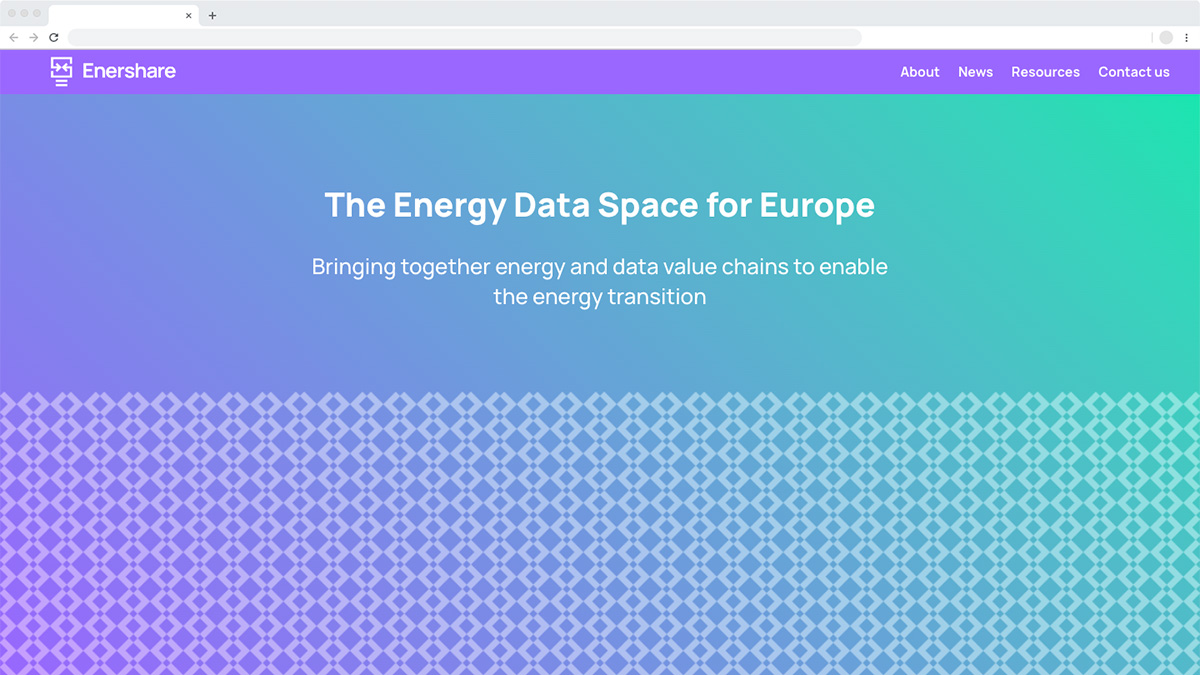 Enershare
About News Resources Contact us
The Energy Data Space for Europe
Bringing together energy and data value chains to enable
the energy transition